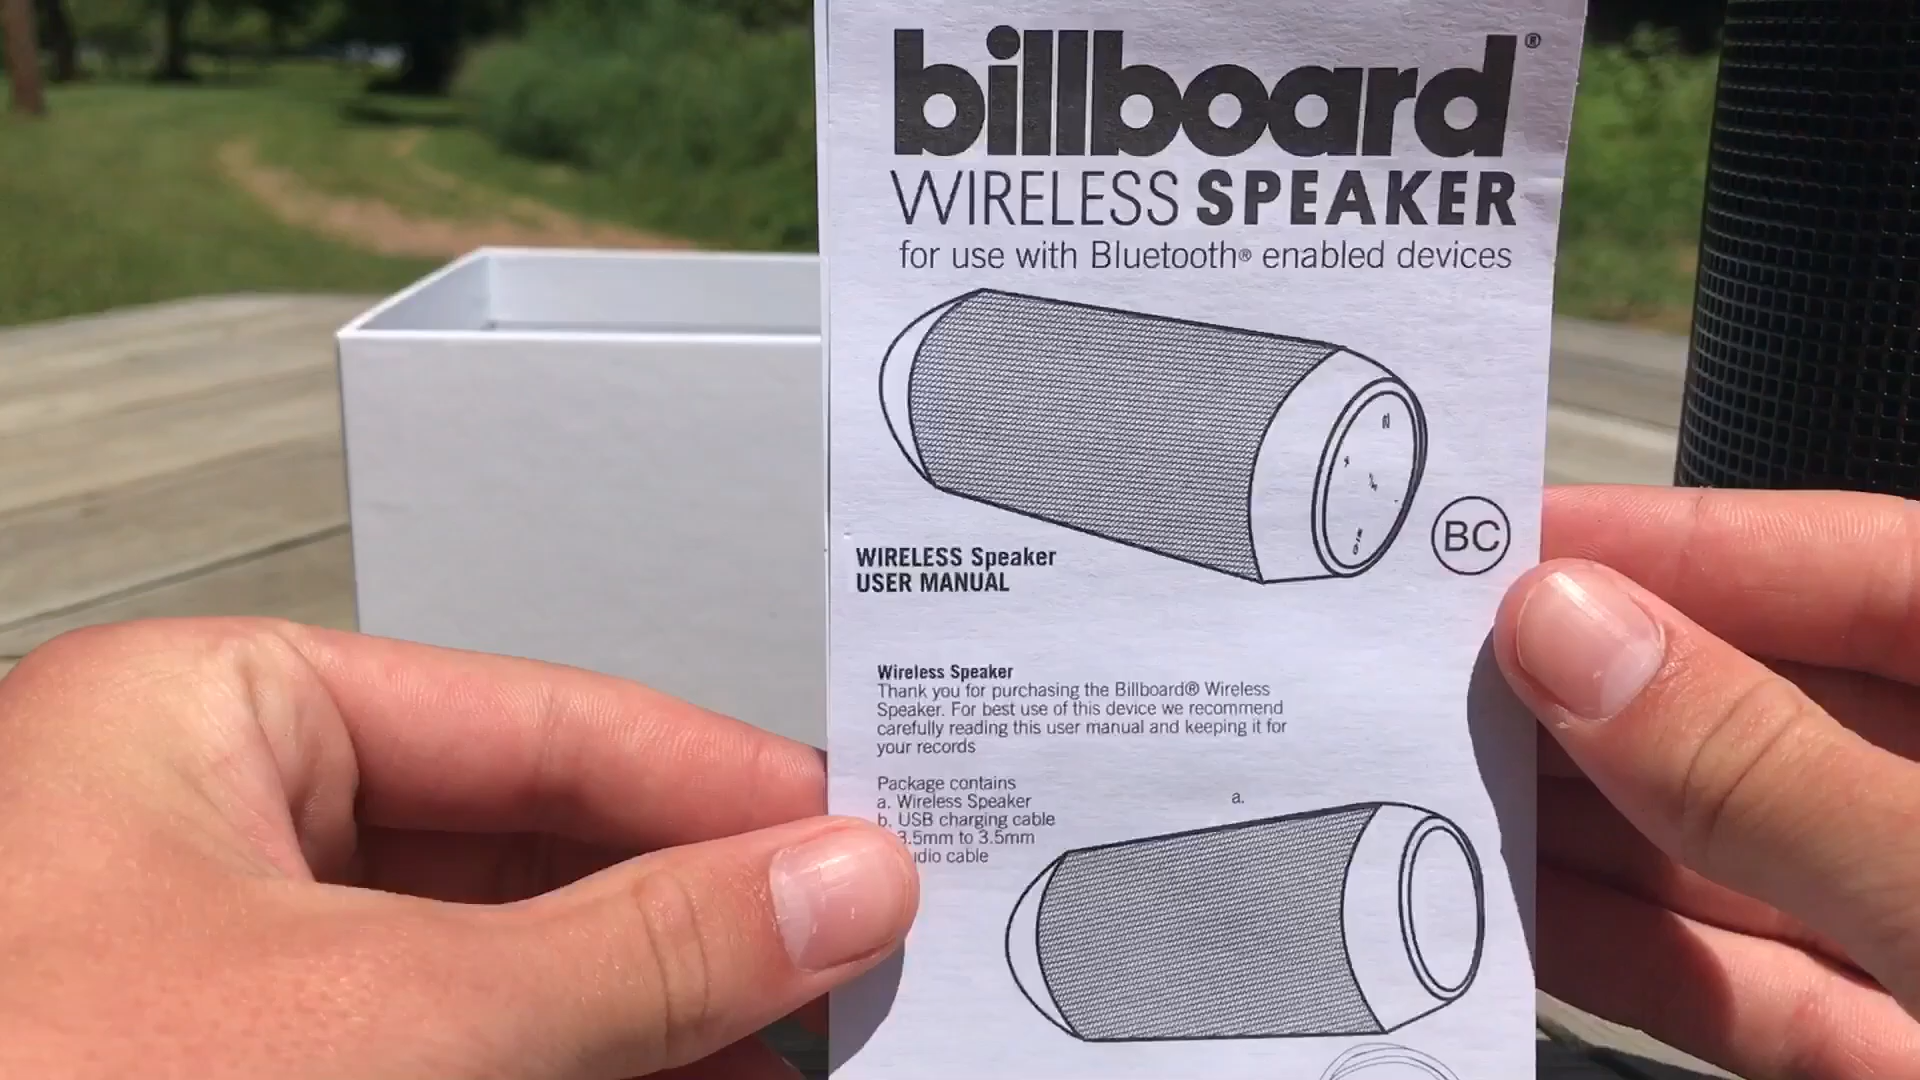 billboard®
WIRELESS SPEAKER
for use with Bluetooth® enabled devices
BC
WIRELESS Speaker
USER MANUAL
Wireless Speaker
Thank you for purchasing the Billboard® Wireless
Speaker. For best use of this device we recommend
carefully reading this user manual and keeping it for
your records
Package contains
a. Wireless Speaker
b. USB charging cable
3.5mm to 3.5mm
cable
a.